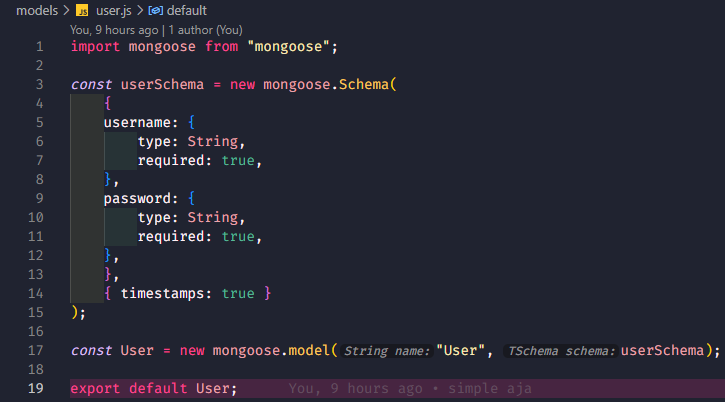 models > JS user.js > default
You, 9 hours ago | 1 author (You)
1 import mongoose from "mongoose";
2
3 const userSchema = new mongoose.Schema(
4 {
5 username: {
6 type: String,
7 required: true,
8 },
9 password: {
10 type: String,
11 required: true,
12 },
13 },
14 { timestamps: true }
15 );
16
17 const User = new mongoose.model(String name: "User", TSchema schema: userSchema);
18
19 export default User; You, 9 hours ago • simple aja